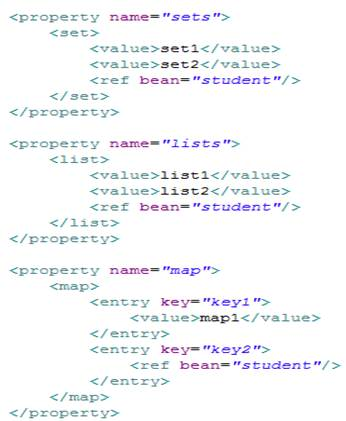 <property name="sets">
    <set>
        <value>set1</value>
        <value>set2</value>
        <ref bean="student"/>
    </set>
</property>

<property name="lists">
    <list>
        <value>list1</value>
        <value>list2</value>
        <ref bean="student"/>
    </list>
</property>

<property name="map">
    <map>
        <entry key="key1">
            <value>map1</value>
        </entry>
        <entry key="key2">
            <ref bean="student"/>
        </entry>
    </map>
</property>